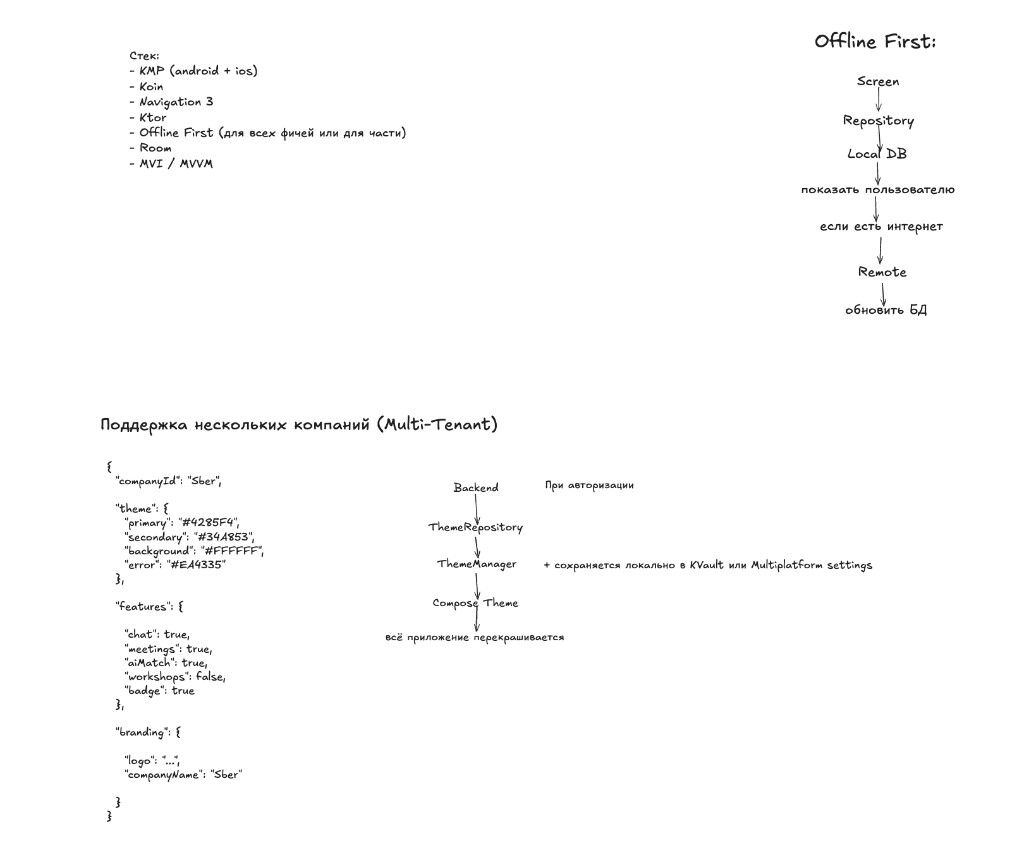 Стек:
- KMP (android + ios)
- Koin
- Navigation 3
- Ktor
- Offline First (для всех фичей или для части)
- Room
- MVI / MVVM
Offline First:
Screen
Repository
Local DB
показать пользователю
если есть интернет
Remote
обновить БД
Поддержка нескольких компаний (Multi-Tenant)
{
"companyId": "Sber",
"theme": {
"primary": "#4285F4",
"secondary": "#34A853",
"background": "#FFFFFF",
"error": "#EA4335"
},
"features": {
"chat": true,
"meetings": true,
"aiMatch": true,
"workshops": false,
"badge": true
},
"branding": {
"logo": "...",
"companyName": "Sber"
}
}
Backend
При авторизации
ThemeRepository
ThemeManager
+ сохраняется локально в KVault или Multiplatform settings
Compose Theme
всё приложение перекрашивается